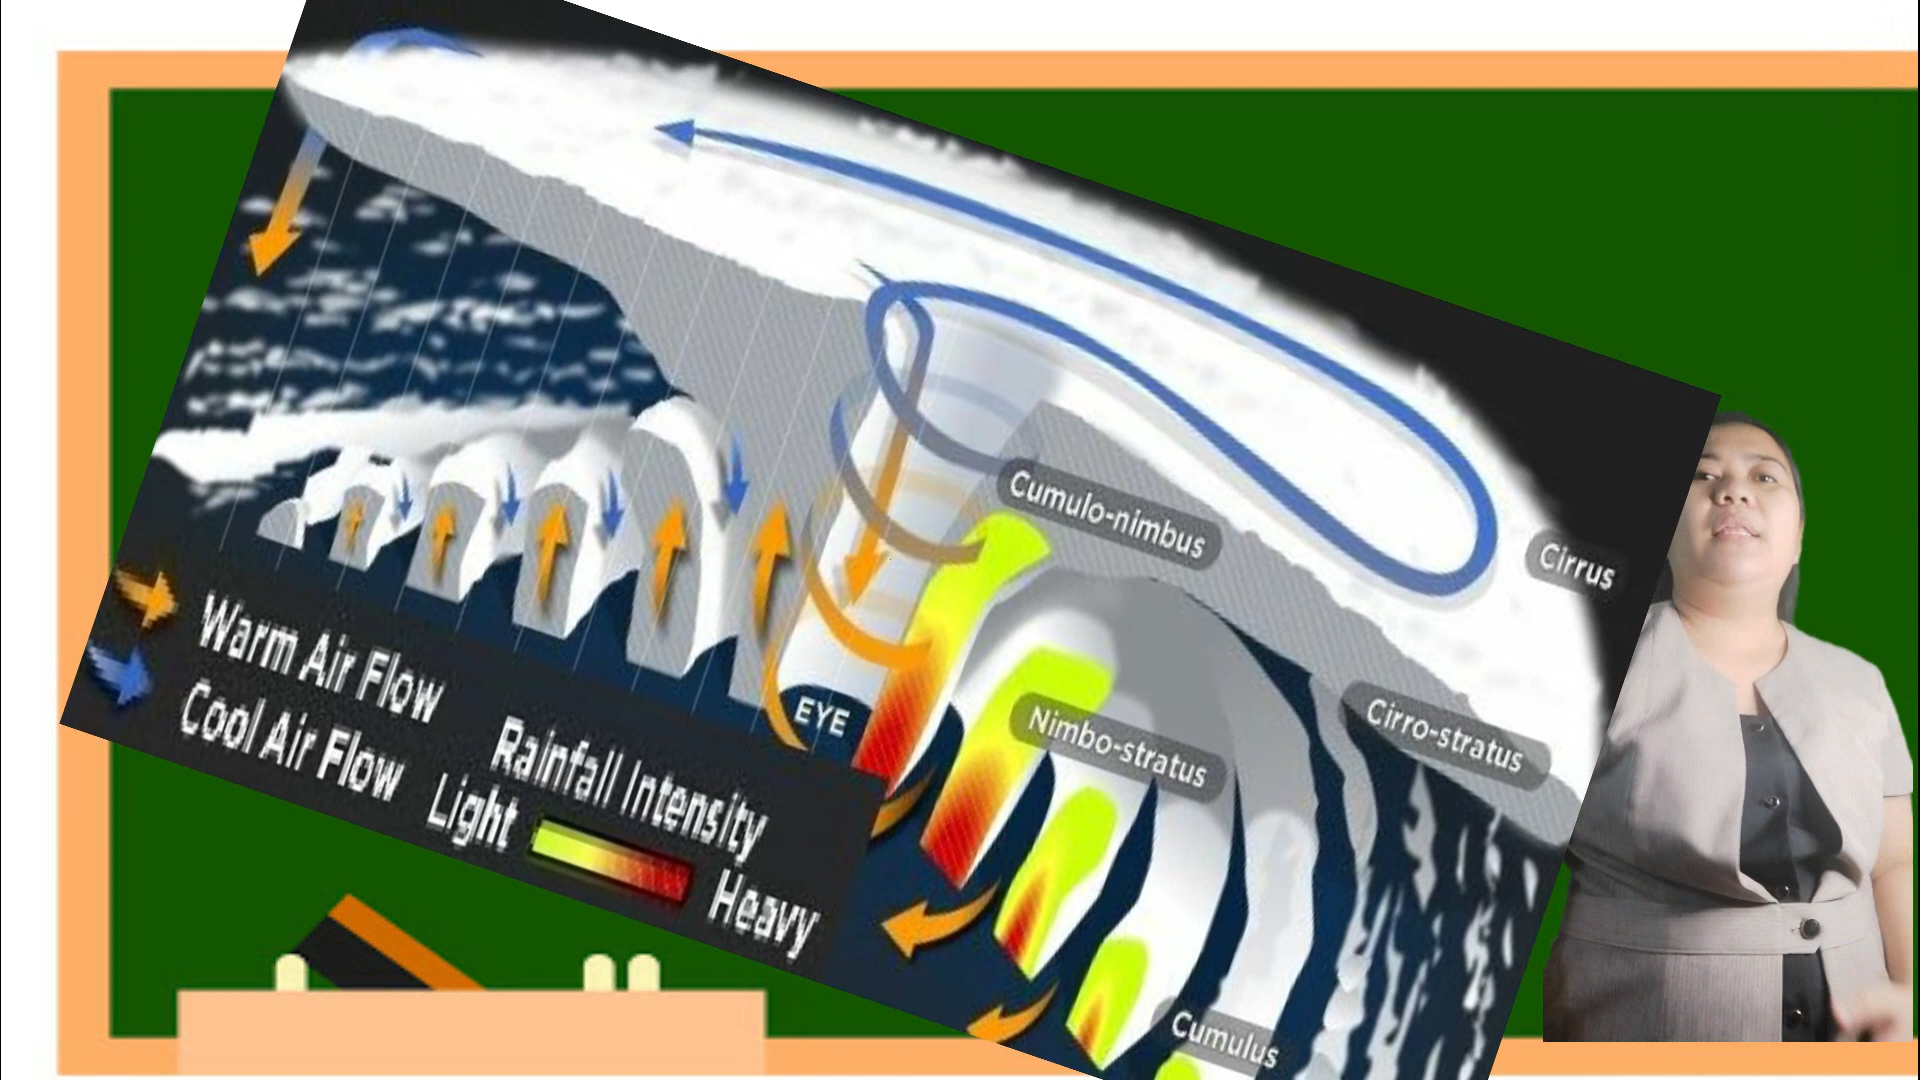 Cumulo-nimbus
Cirrus
Warm Air Flow
Cool Air Flow
EYE
Nimbo-stratus
Cirro-stratus
Rainfall Intensity
Light
Heavy
Cumulus